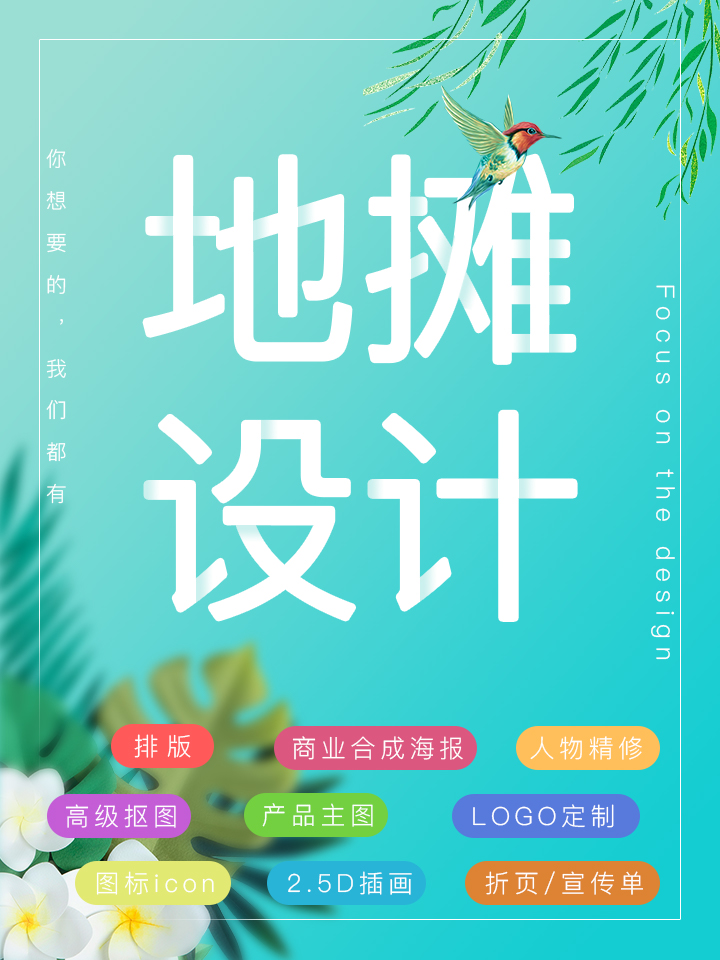 你想要的，我们都有
地摊
设计
Focus on the design
排版
商业合成海报
人物精修
高级抠图
产品主图
LOGO定制
图标icon
2.5D插画
折页/宣传单